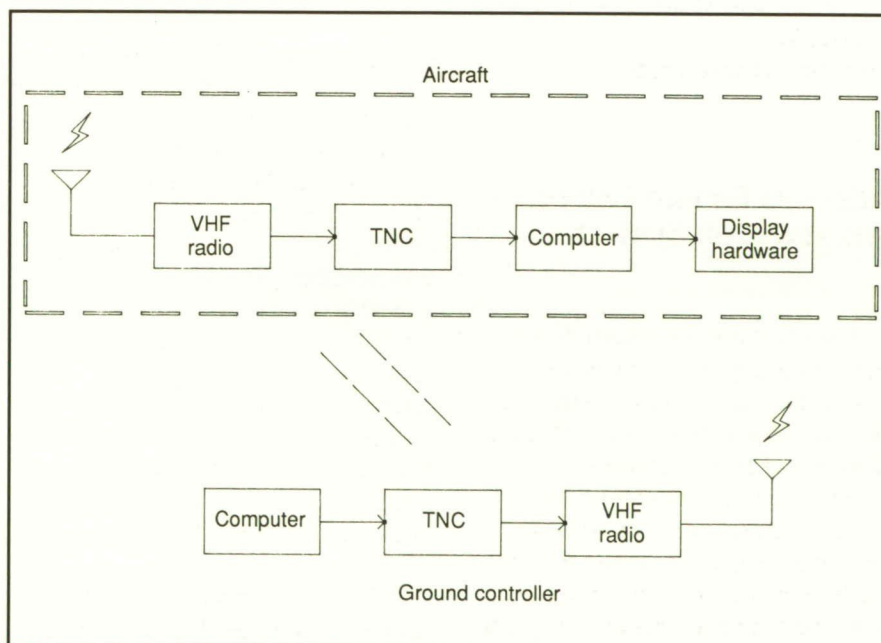 Aircraft
VHF
radio
TNC
Computer
Display
hardware
Computer
TNC
VHF
radio
Ground controller